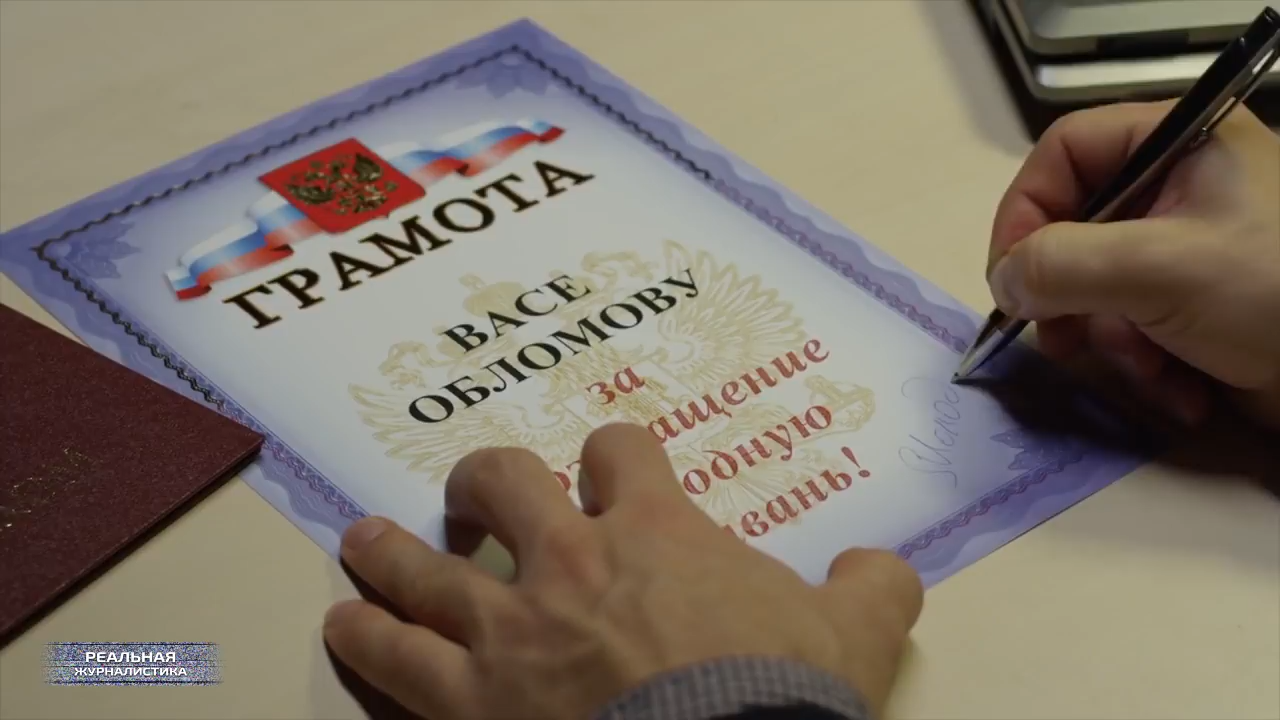 ГРАМОТА
ВАСЕ
ОБЛОМОВУ
за
ащение
одную
вань!
РЕАЛЬНАЯ
ЖУРНАЛИСТИКА